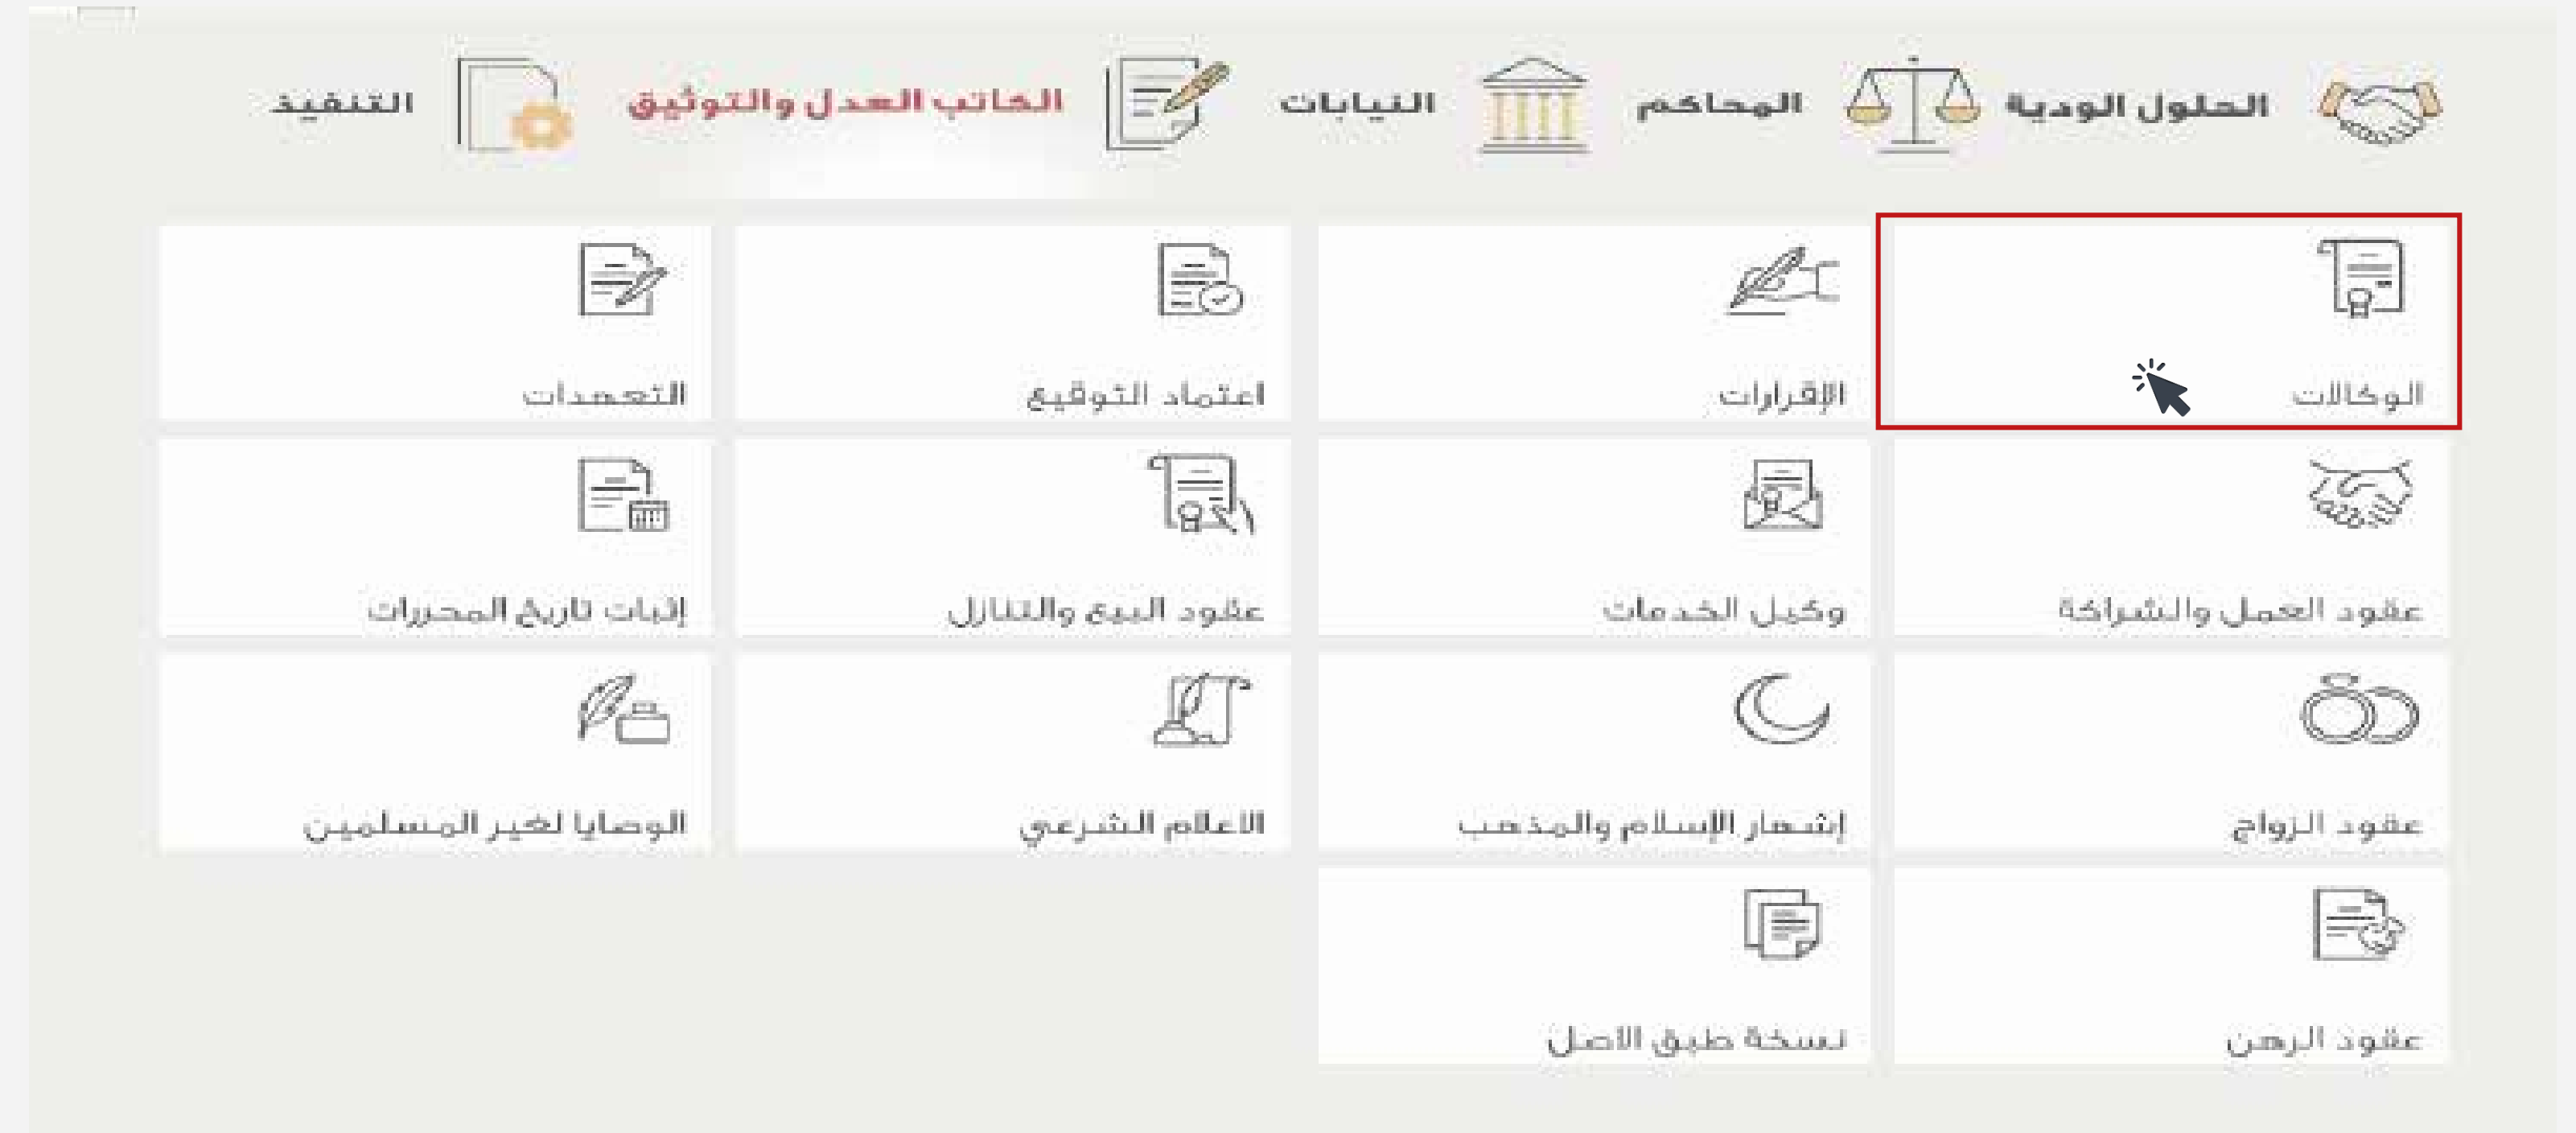 الحلول الودية
المحاكم
النيابات
الكاتب العدل والتوثيق
التنفيذ
الوكالات
الإقرارات
اعتماد التوقيع
التعهدات
عقود العمل والشراكة
وكيل الخدمات
عقود البيع والتنازل
إثبات تاريخ المحررات
عقود الزواج
إشهار الإسلام والمذهب
الاعلام الشرعي
الوصايا لغير المسلمين
عقود الرهن
نسخة طبق الاصل